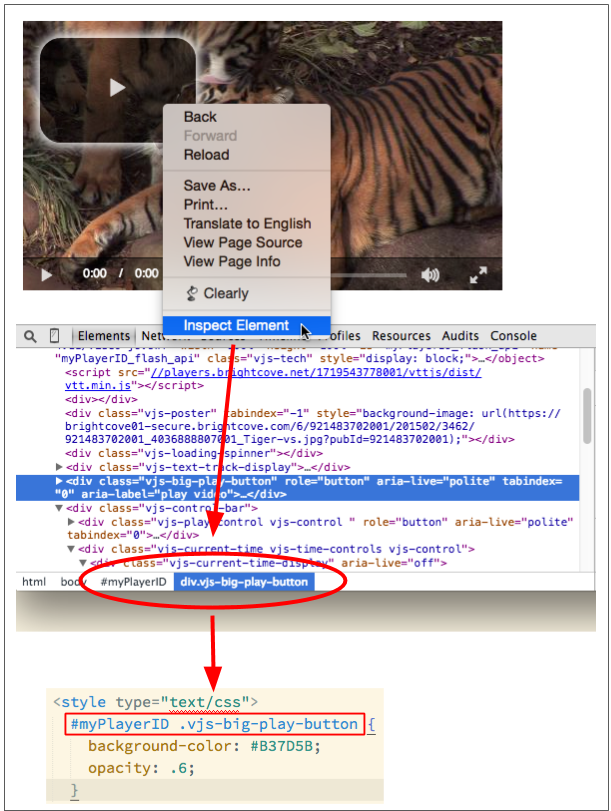 Back
Forward
Reload
Save As...
Print...
Translate to English
View Page Source
View Page Info
Clearly
Inspect Element
0:00 / 0:00
Elements Profiles Resources Audits Console
"myPlayerID_flash_api" class="vjs-tech" style="display: block;">…</object>
<script src="//players.brightcove.net/1719543778001/vttjs/dist/
vtt.min.js"></script>
<div></div>
<div class="vjs-poster" tabindex="-1" style="background-image: url(https://
brightcove01-secure.brightcove.com/6/921483702001/201502/3462/
921483702001_4036888807001_Tiger-vs.jpg?pubId=921483702001);"></div>
<div class="vjs-loading-spinner"></div>
<div class="vjs-text-track-display">…</div>
<div class="vjs-big-play-button" role="button" aria-live="polite" tabindex=
"0" aria-label="play video">…</div>
<div class="vjs-control-bar">
<div class="vjs-play-control vjs-control " role="button" aria-live="polite"
tabindex="0">…</div>
<div class="vjs-current-time vjs-time-controls vjs-control">
<div class="vjs-current-time-display" aria-live="off">
html body #myPlayerID div.vjs-big-play-button
<style type="text/css">
#myPlayerID .vjs-big-play-button {
background-color: #B37D5B;
opacity: .6;
}